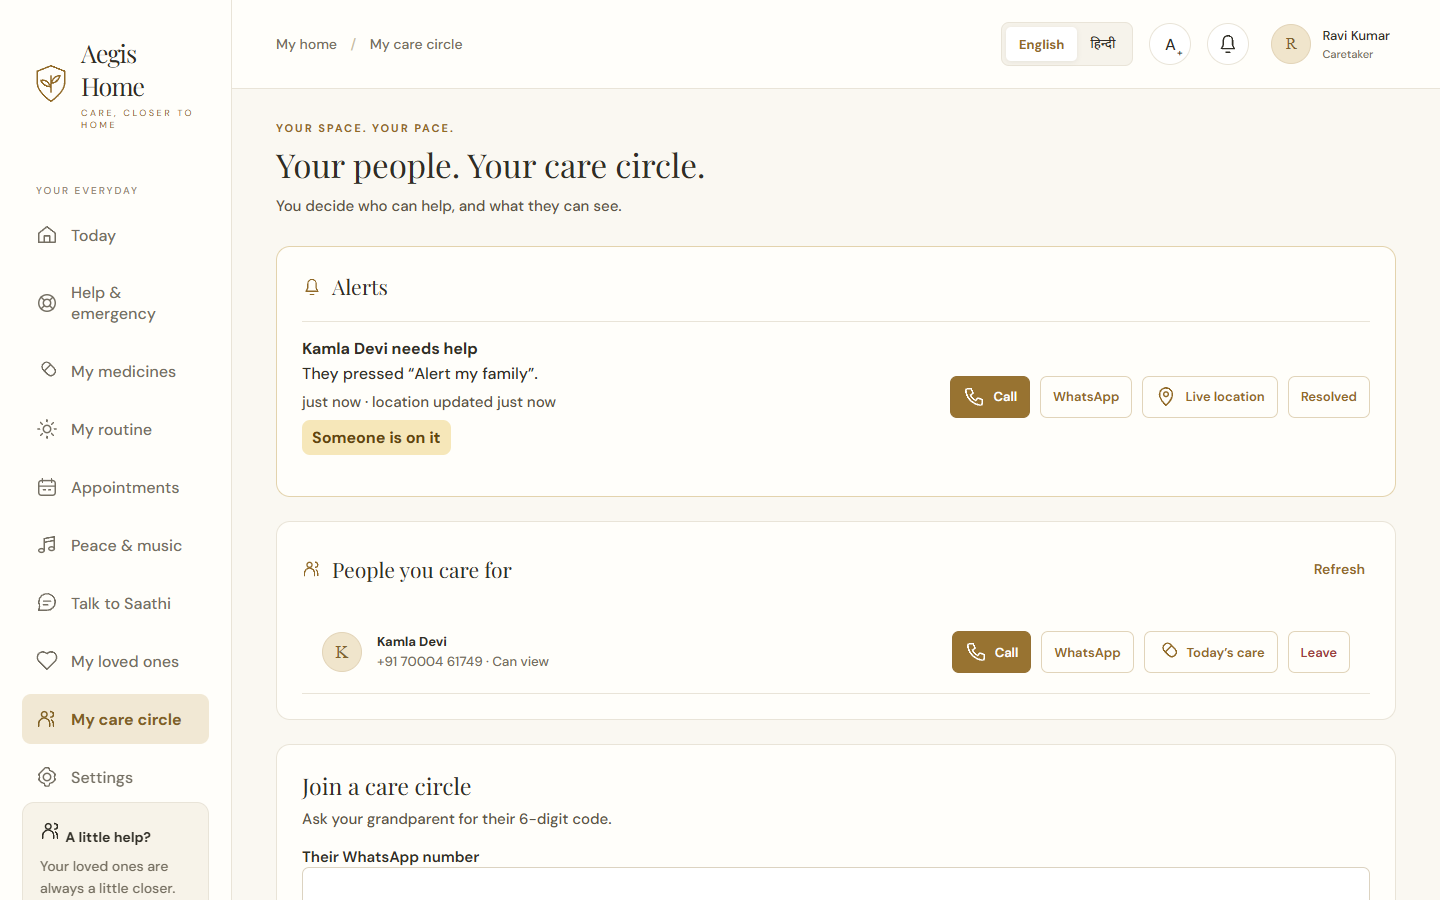 Aegis
Home
CARE, CLOSER TO
HOME
YOUR EVERYDAY
Today
Help &
emergency
My medicines
My routine
Appointments
Peace & music
Talk to Saathi
My loved ones
My care circle
Settings
A little help?
Your loved ones are
always a little closer.
My home / My care circle
English हिन्दी
A+
R
Ravi Kumar
Caretaker
YOUR SPACE. YOUR PACE.
Your people. Your care circle.
You decide who can help, and what they can see.
Alerts
Kamla Devi needs help
They pressed “Alert my family”.
just now · location updated just now
Someone is on it
Call WhatsApp Live location Resolved
People you care for
Refresh
K
Kamla Devi
+91 70004 61749 · Can view
Call WhatsApp Today’s care Leave
Join a care circle
Ask your grandparent for their 6-digit code.
Their WhatsApp number